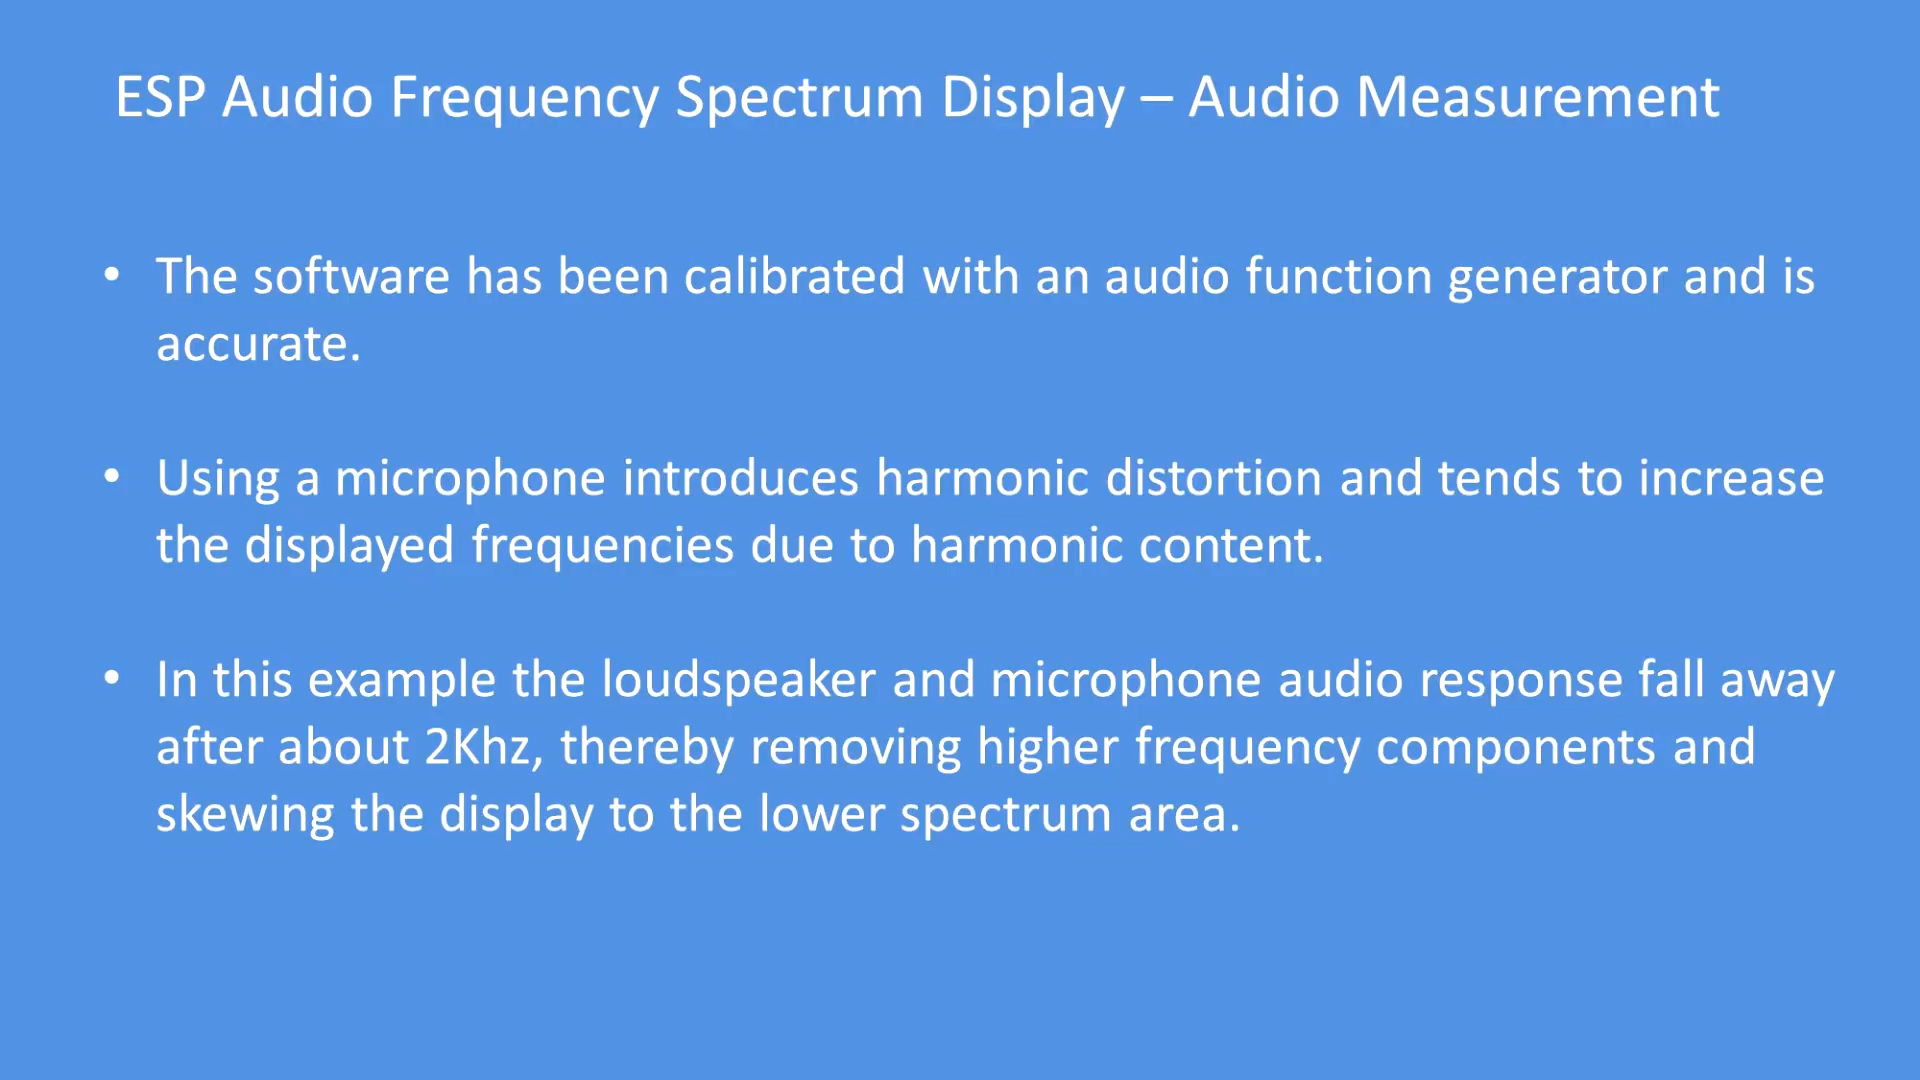 ESP Audio Frequency Spectrum Display – Audio Measurement
• The software has been calibrated with an audio function generator and is
accurate.
• Using a microphone introduces harmonic distortion and tends to increase
the displayed frequencies due to harmonic content.
• In this example the loudspeaker and microphone audio response fall away
after about 2Khz, thereby removing higher frequency components and
skewing the display to the lower spectrum area.